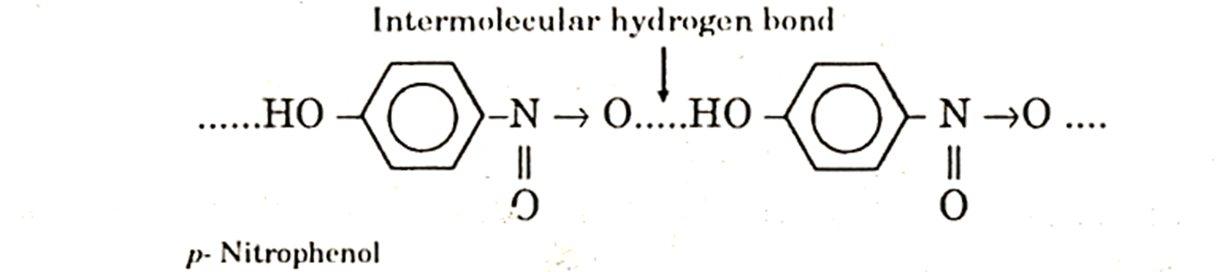 Intermolecular hydrogen bond
......HO -N → O.....HO - N →O ....
|| ||
O O
p- Nitrophenol